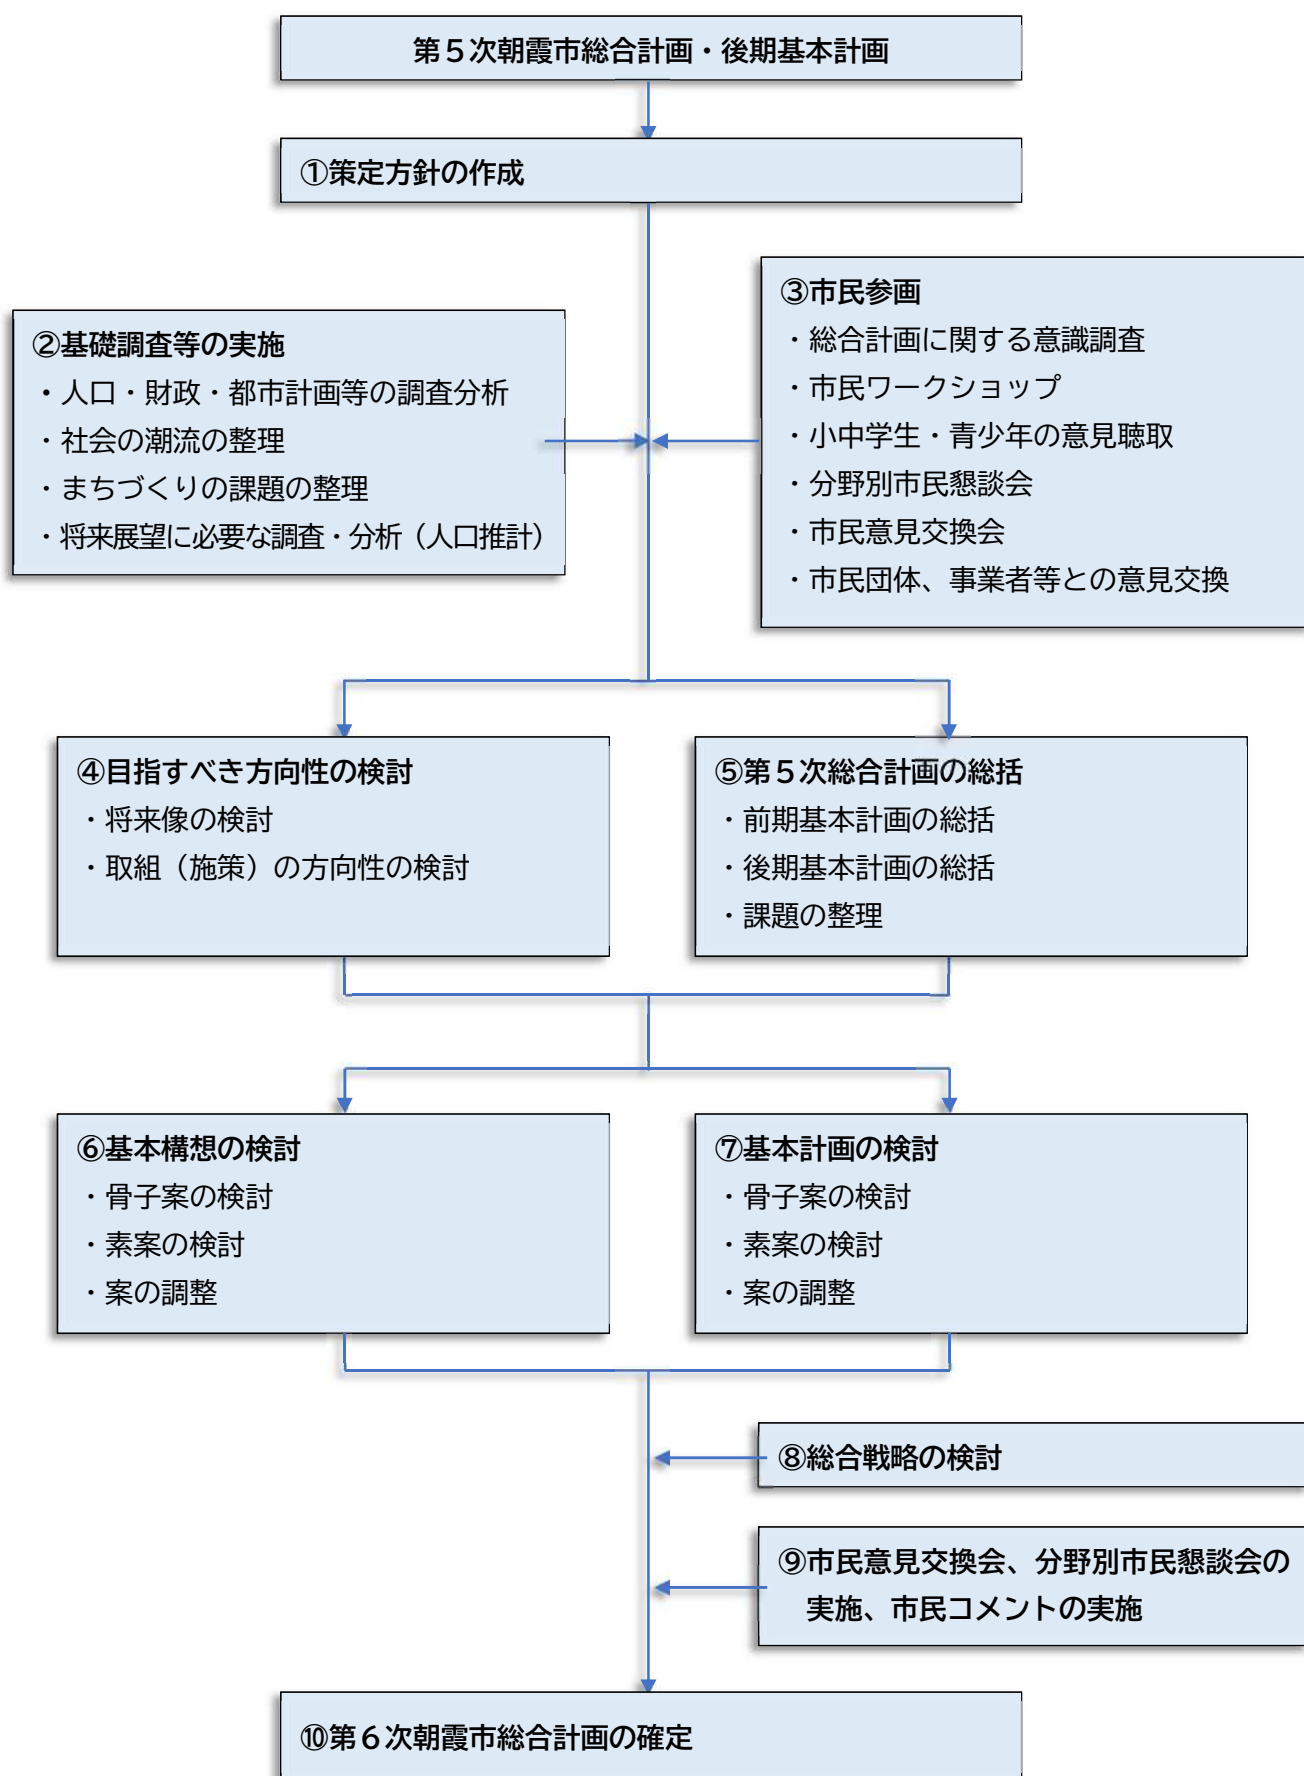 第５次朝霞市総合計画・後期基本計画
①策定方針の作成
②基礎調査等の実施
・人口・財政・都市計画等の調査分析
・社会の潮流の整理
・まちづくりの課題の整理
・将来展望に必要な調査・分析（人口推計）
③市民参画
・総合計画に関する意識調査
・市民ワークショップ
・小中学生・青少年の意見聴取
・分野別市民懇談会
・市民意見交換会
・市民団体、事業者等との意見交換
④目指すべき方向性の検討
・将来像の検討
・取組（施策）の方向性の検討
⑤第５次総合計画の総括
・前期基本計画の総括
・後期基本計画の総括
・課題の整理
⑥基本構想の検討
・骨子案の検討
・素案の検討
・案の調整
⑦基本計画の検討
・骨子案の検討
・素案の検討
・案の調整
⑧総合戦略の検討
⑨市民意見交換会、分野別市民懇談会の
実施、市民コメントの実施
⑩第６次朝霞市総合計画の確定